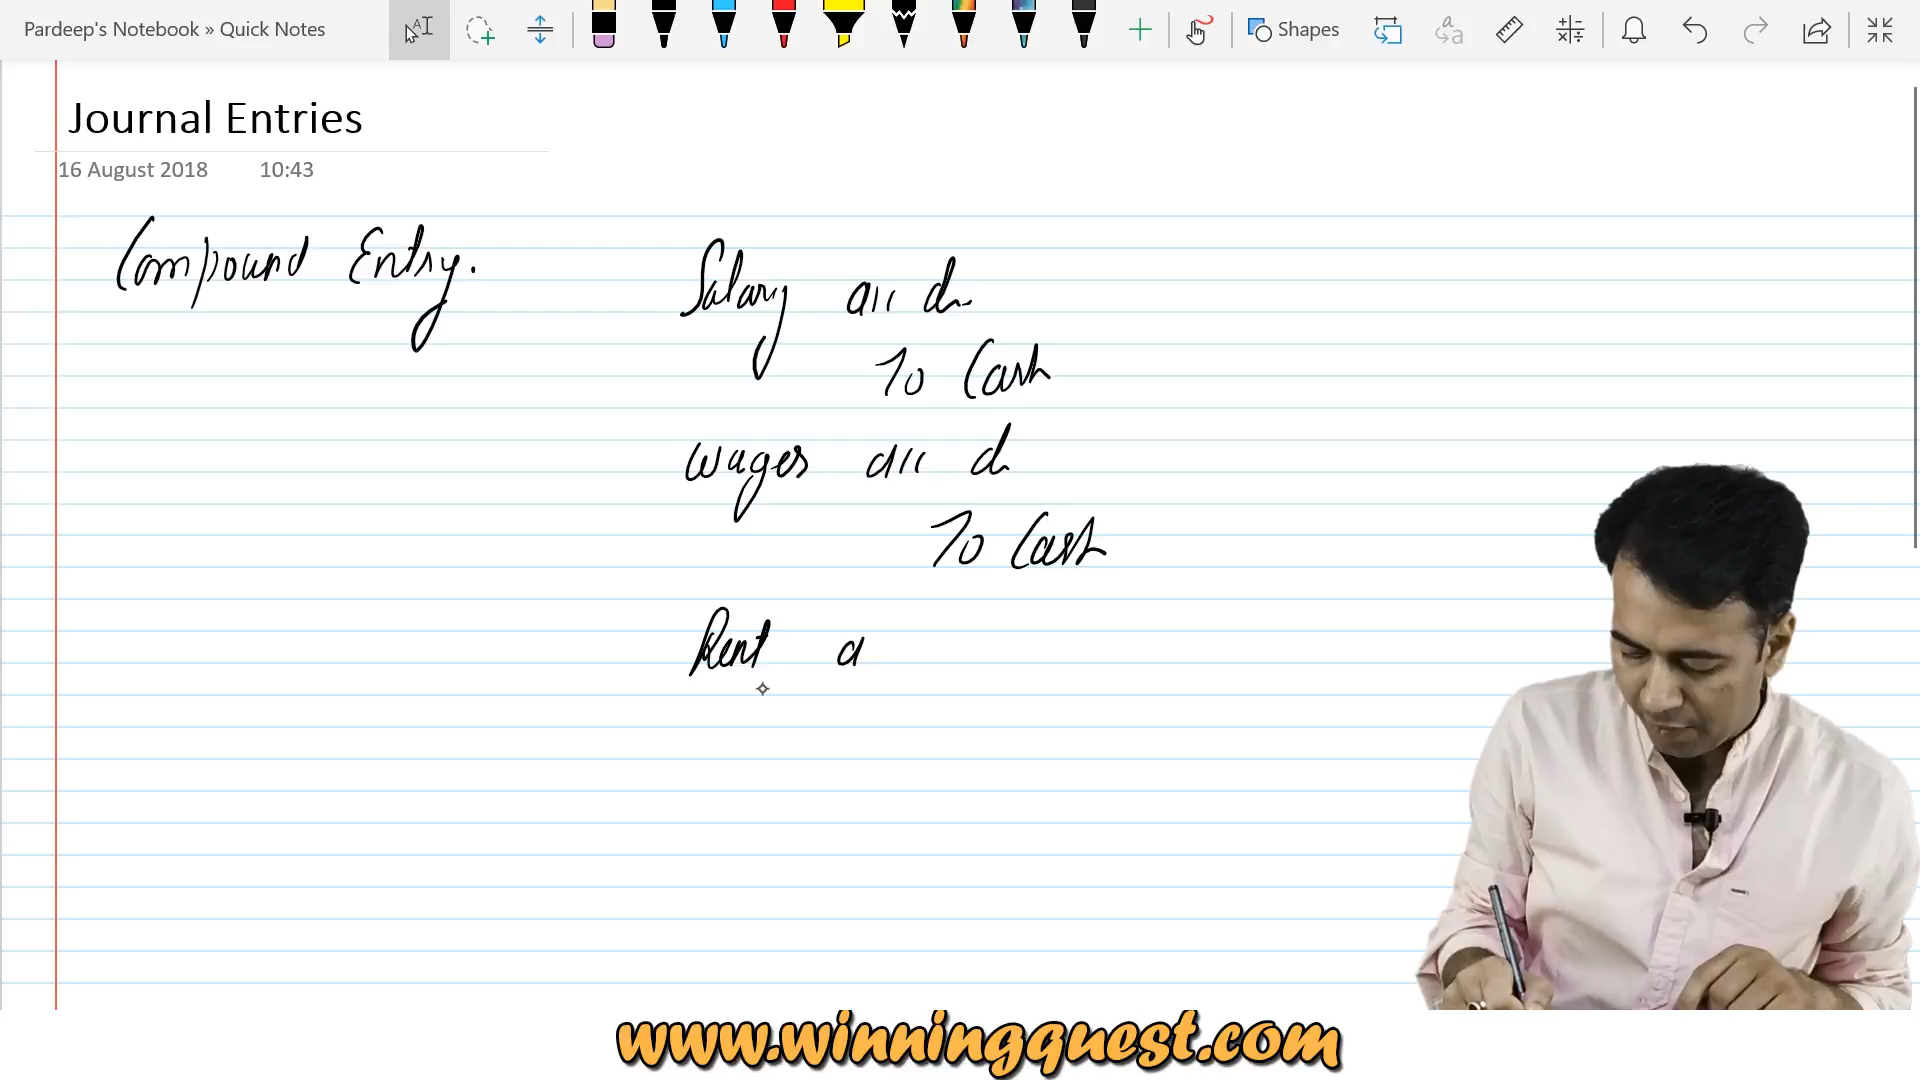 Pardeep's Notebook » Quick Notes
Shapes
Journal Entries
16 August 2018 10:43
Compound Entry.
Salary a/c dr
To Cash
wages a/c d
To Cash
Rent a
www.winningquest.com